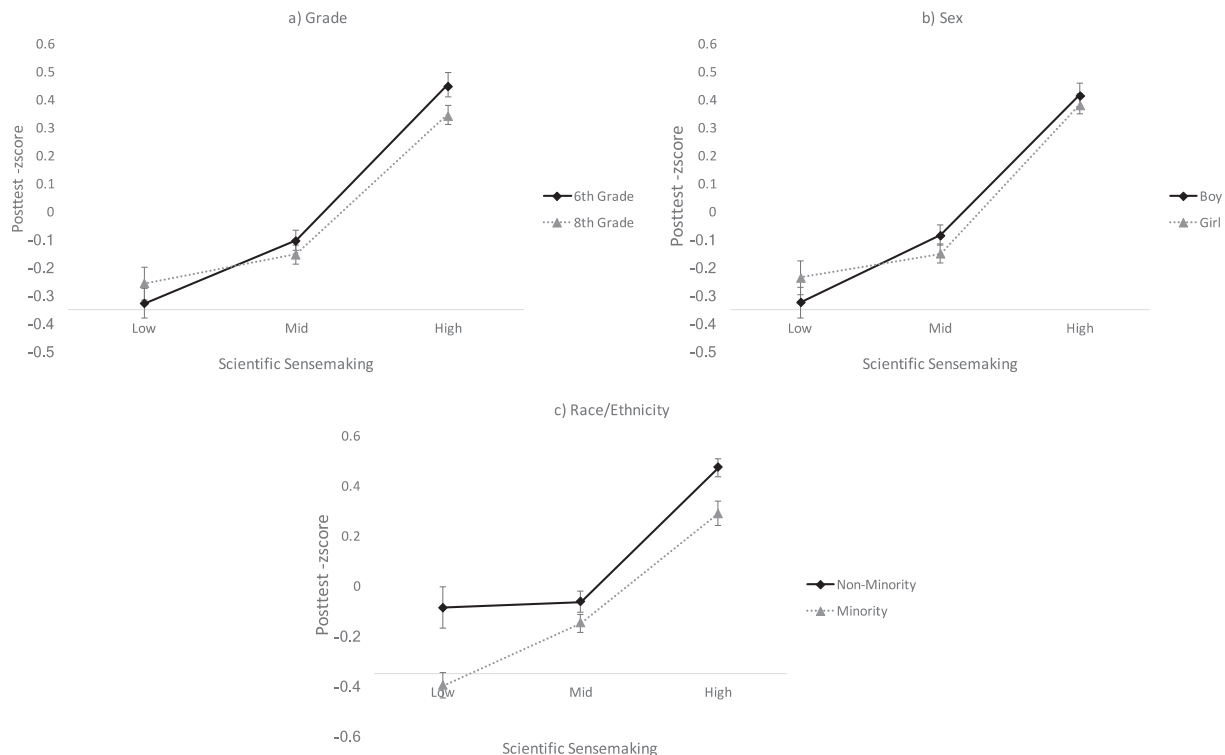 a) Grade
0.6
0.5
0.4
0.3
0.2
0.1
0
-0.1
-0.2
-0.3
-0.4
-0.5
Posttest -zscore
Low Mid High
Scientific Sensemaking
6th Grade
8th Grade
b) Sex
0.6
0.5
0.4
0.3
0.2
0.1
0
-0.1
-0.2
-0.3
-0.4
-0.5
Posttest -zscore
Low Mid High
Scientific Sensemaking
Boy
Girl
c) Race/Ethnicity
0.6
0.4
0.2
0
-0.2
-0.4
-0.6
Posttest -zscore
Low Mid High
Scientific Sensemaking
Non-Minority
Minority